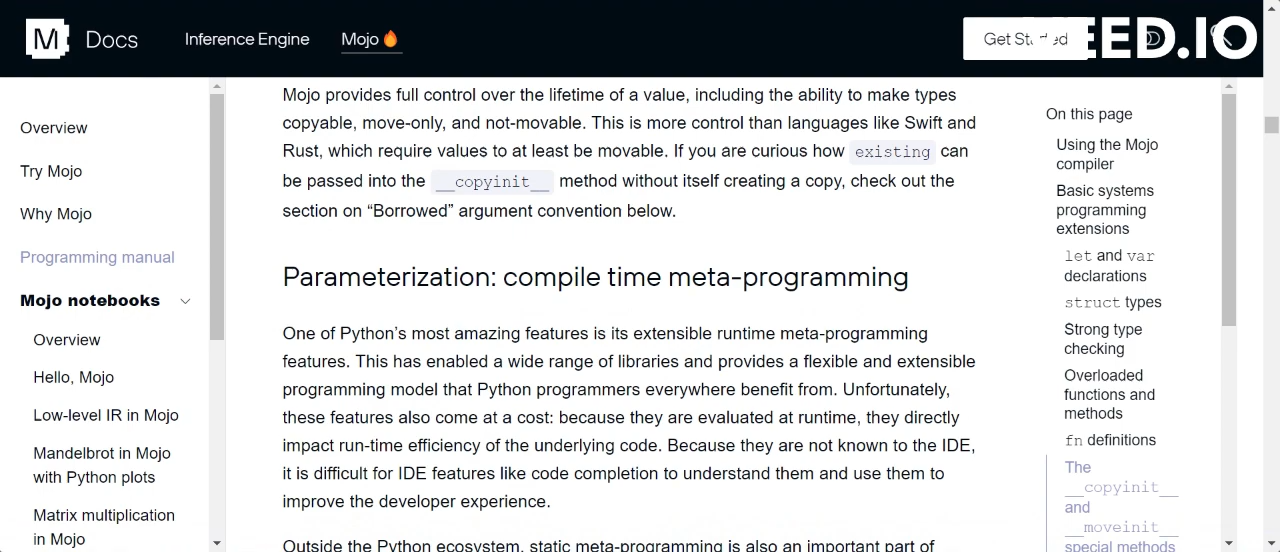 M Docs
Inference Engine
Mojo🔥
Get Started
EED.IO
Overview
Try Mojo
Why Mojo
Programming manual
Mojo notebooks
Overview
Hello, Mojo
Low-level IR in Mojo
Mandelbrot in Mojo
with Python plots
Matrix multiplication
in Mojo
Mojo provides full control over the lifetime of a value, including the ability to make types
copyable, move-only, and not-movable. This is more control than languages like Swift and
Rust, which require values to at least be movable. If you are curious how existing can
be passed into the __copyinit__ method without itself creating a copy, check out the
section on “Borrowed” argument convention below.
Parameterization: compile time meta-programming
One of Python’s most amazing features is its extensible runtime meta-programming
features. This has enabled a wide range of libraries and provides a flexible and extensible
programming model that Python programmers everywhere benefit from. Unfortunately,
these features also come at a cost: because they are evaluated at runtime, they directly
impact run-time efficiency of the underlying code. Because they are not known to the IDE,
it is difficult for IDE features like code completion to understand them and use them to
improve the developer experience.
Outside the Python ecosystem, static meta-programming is also an important part of
On this page
Using the Mojo
compiler
Basic systems
programming
extensions
let and var
declarations
struct types
Strong type
checking
Overloaded
functions and
methods
fn definitions
The
__copyinit__
and
__moveinit__
special methods